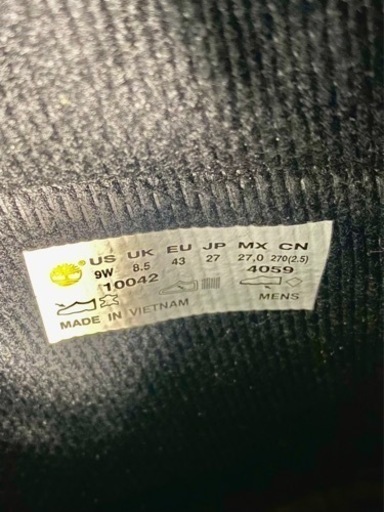 US UK EU JP MX CN
9W 8.5 43 27 27,0 270(2.5)
10042 4059
MADE IN VIETNAM MENS